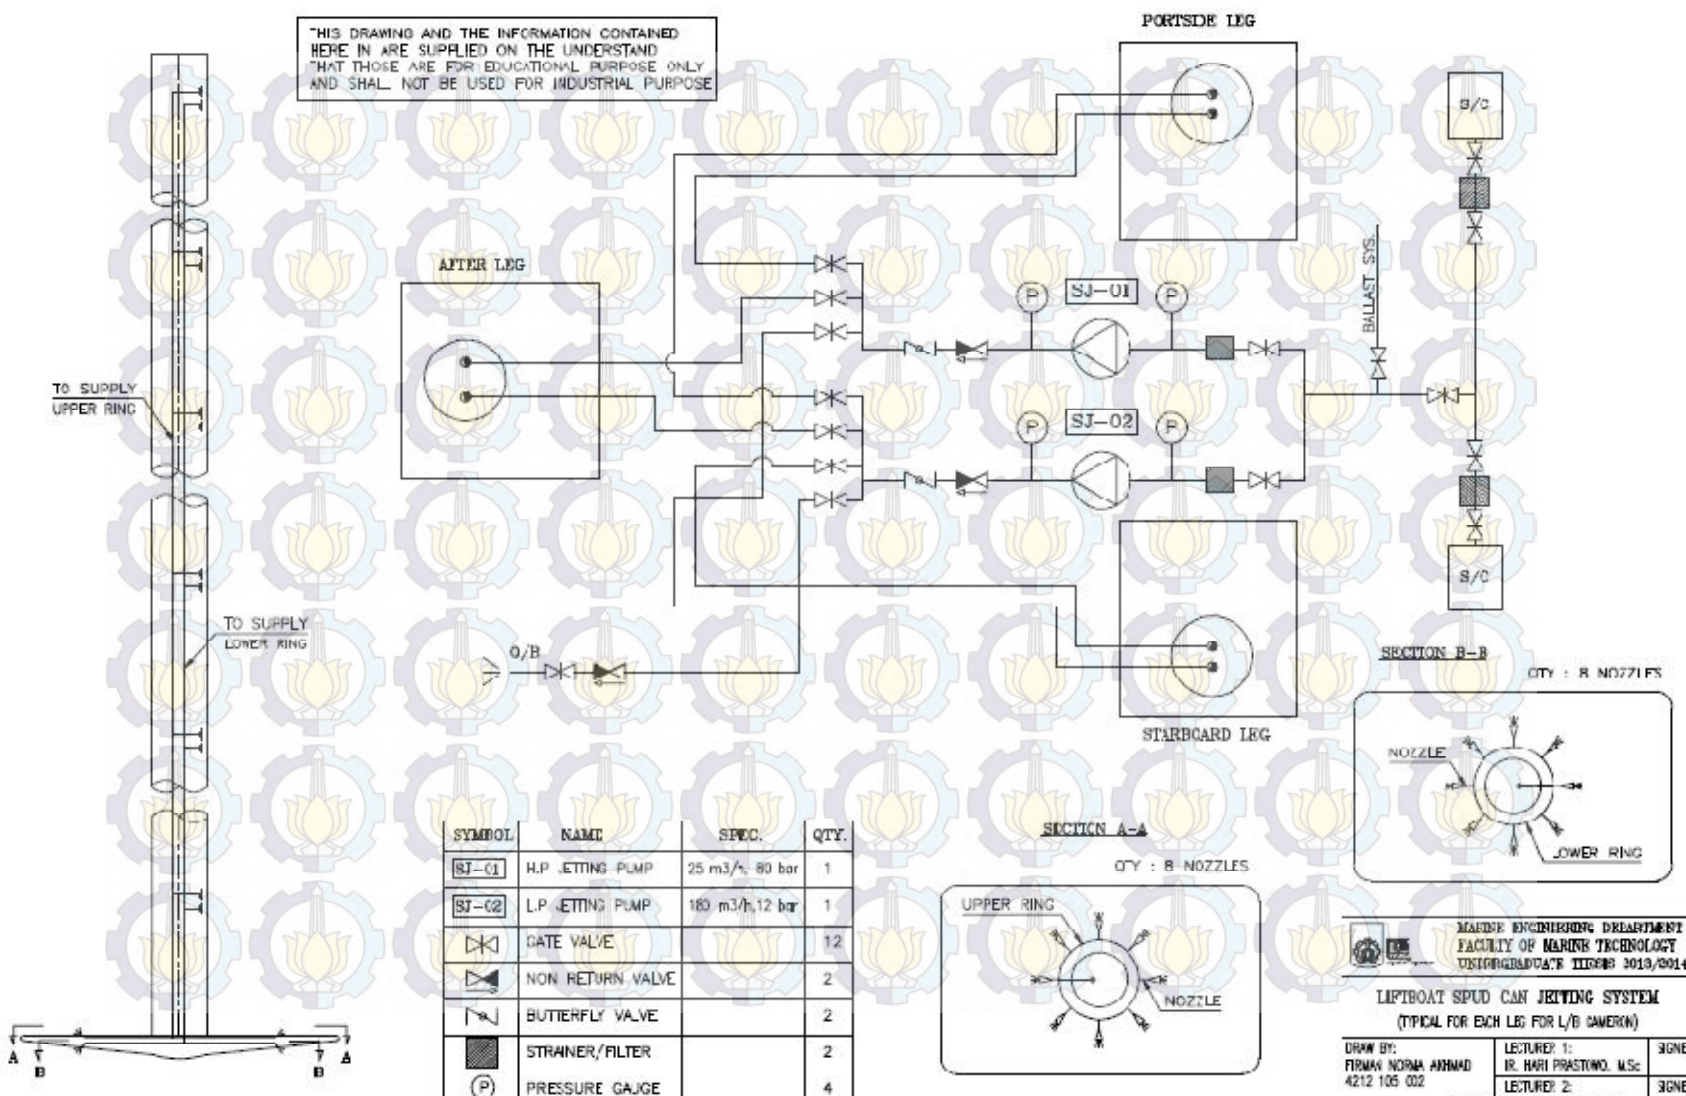 THIS DRAWING AND THE INFORMATION CONTAINED
HERE IN ARE SUPPLIED ON THE UNDERSTAND
THAT THOSE ARE FOR EDUCATIONAL PURPOSE ONLY
AND SHALL NOT BE USED FOR INDUSTRIAL PURPOSE
PORTSIDE LEG
S/C
AFTER LEG
BALLAST SYS.
P
SJ-01
P
TO SUPPLY
UPPER RING
P
SJ-02
P
S/C
TO SUPPLY
LOWER RING
O/B
STARBOARD LEG
SECTION B-B
QTY : 8 NOZZLES
NOZZLE
LOWER RING
SECTION A-A
QTY : 8 NOZZLES
UPPER RING
NOZZLE
SYMBOL NAME SPEC. QTY.
SJ-01 H.P JETTING PUMP 25 m3/h, 80 bar 1
SJ-02 L.P JETTING PUMP 180 m3/h,12 bar 1
GATE VALVE 12
NON RETURN VALVE 2
BUTTERFLY VALVE 2
STRAINER/FILTER 2
P PRESSURE GAUGE 4
A B B A
MARINE ENGINEERING DEPARTMENT
FACULTY OF MARINE TECHNOLOGY
UNDERGRADUATE THESIS 2013/2014
LIFTBOAT SPUD CAN JETTING SYSTEM
(TYPICAL FOR EACH LEG FOR L/B CAMERON)
DRAW BY:
FIRMAN NORMA AKHMAD
4212 105 002
LECTURER 1:
IR. HARI PRASTOWO, M.Sc
SIGNE
LECTURER 2:
SIGNE